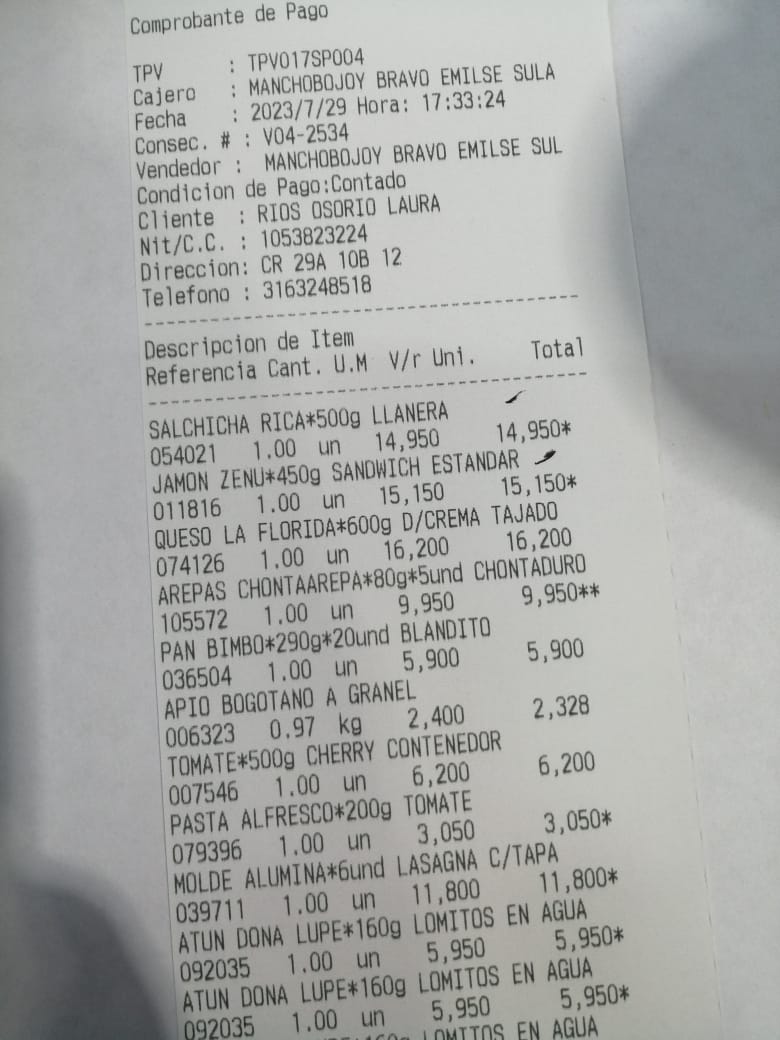 Comprobante de Pago
TPV : TPV017SP004
Cajero : MANCHOBOJOY BRAVO EMILSE SULA
Fecha : 2023/7/29 Hora: 17:33:24
Consec. # : V04-2534
Vendedor : MANCHOBOJOY BRAVO EMILSE SUL
Condicion de Pago:Contado
Cliente : RIOS OSORIO LAURA
Nit/C.C. : 1053823224
Direccion: CR 29A 10B 12
Telefono : 3163248518
Descripcion de Item
Referencia Cant. U.M V/r Uni. Total
SALCHICHA RICA*500g LLANERA
054021 1.00 un 14,950 14,950*
JAMON ZENU*450g SANDWICH ESTANDAR
011816 1.00 un 15,150 15,150*
QUESO LA FLORIDA*600g D/CREMA TAJADO
074126 1.00 un 16,200 16,200
AREPAS CHONTAAREPA*80g*5und CHONTADURO
105572 1.00 un 9,950 9,950**
PAN BIMBO*290g*20und BLANDITO
036504 1.00 un 5,900 5,900
APIO BOGOTANO A GRANEL
006323 0.97 kg 2,400 2,328
TOMATE*500g CHERRY CONTENEDOR
007546 1.00 un 6,200 6,200
PASTA ALFRESCO*200g TOMATE
079396 1.00 un 3,050 3,050*
MOLDE ALUMINA*6und LASAGNA C/TAPA
039711 1.00 un 11,800 11,800*
ATUN DONA LUPE*160g LOMITOS EN AGUA
092035 1.00 un 5,950 5,950*
ATUN DONA LUPE*160g LOMITOS EN AGUA
092035 1.00 un 5,950 5,950*
LOMITOS EN AGUA